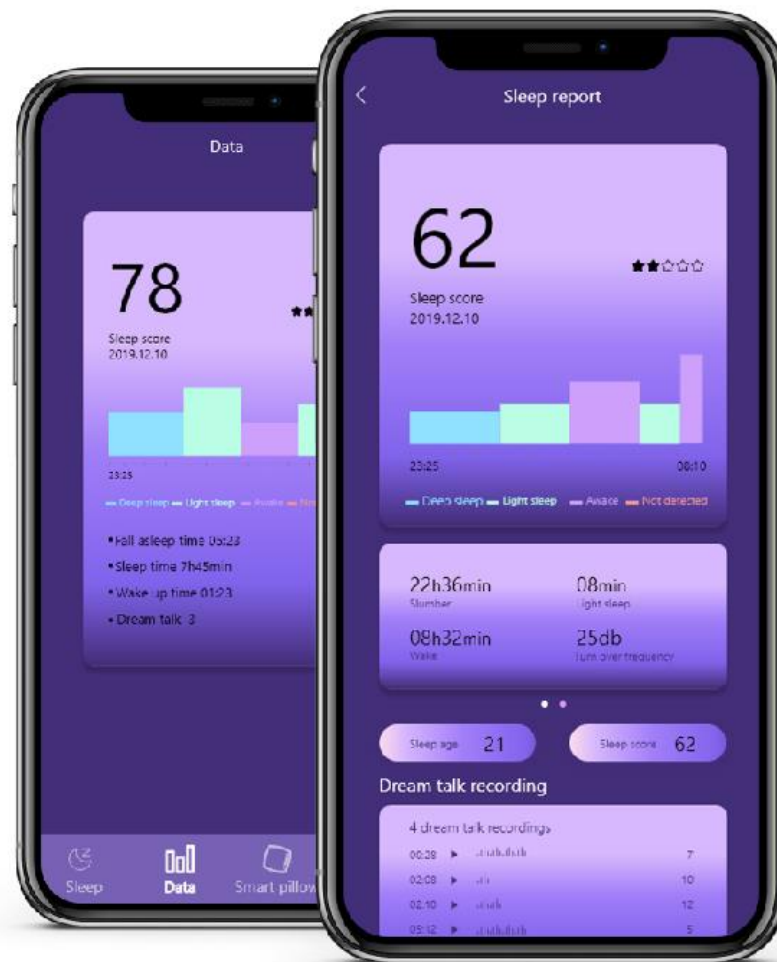 Data
78
Sleep score
2019.12.10
23:25
Deep sleep Light sleep Awake
• Fall asleep time 05:23
• Sleep time 7h45min
• Wake up time 01:23
• Dream talk 3
Sleep Data Smart pillow
Sleep report
62
Sleep score
2019.12.10
23:25 08:10
Deep sleep Light sleep Awake Not detected
22h36min 08min
Slumber Light sleep
08h32min 25db
Wake Turn over frequency
Sleep age 21 Sleep score 62
Dream talk recording
4 dream talk recordings
00:28 7
02:08 10
02:10 12
05:12 5